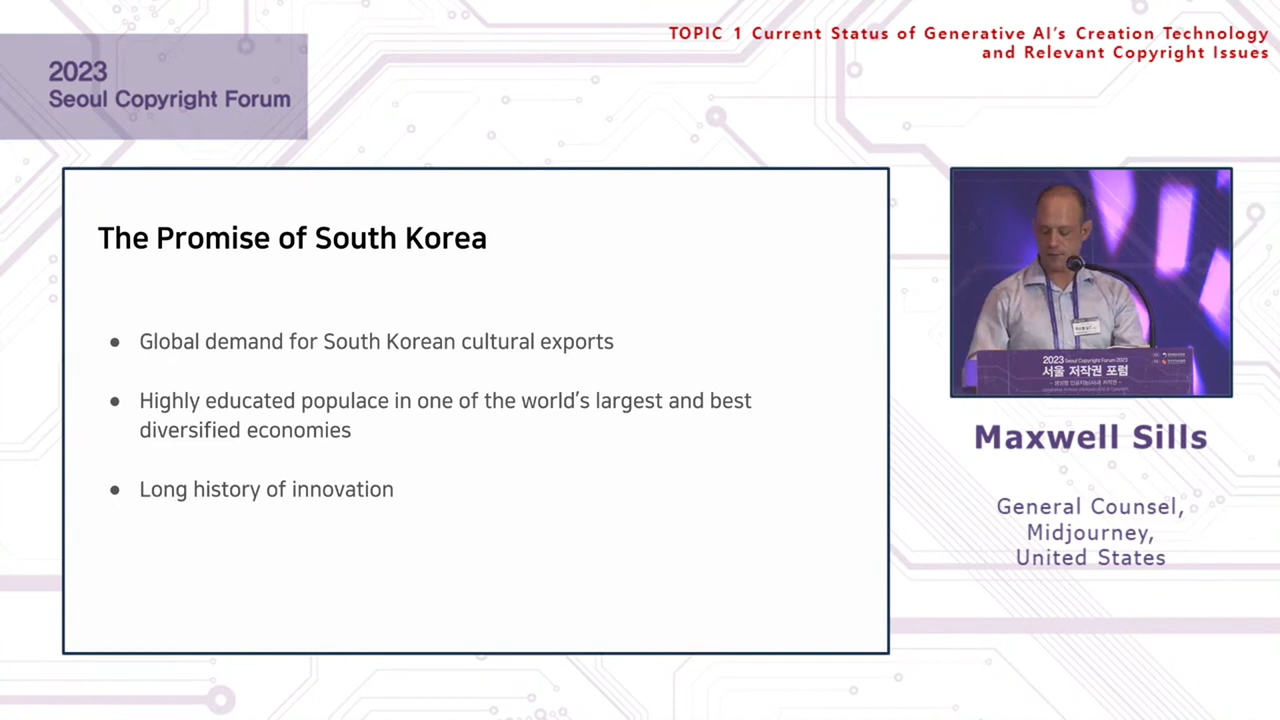 TOPIC 1 Current Status of Generative AI's Creation Technology
and Relevant Copyright Issues
2023
Seoul Copyright Forum
The Promise of South Korea
● Global demand for South Korean cultural exports
● Highly educated populace in one of the world's largest and best
diversified economies
● Long history of innovation
2023 Seoul Copyright Forum 2023
서울 저작권 포럼
Maxwell Sills
General Counsel,
Midjourney,
United States